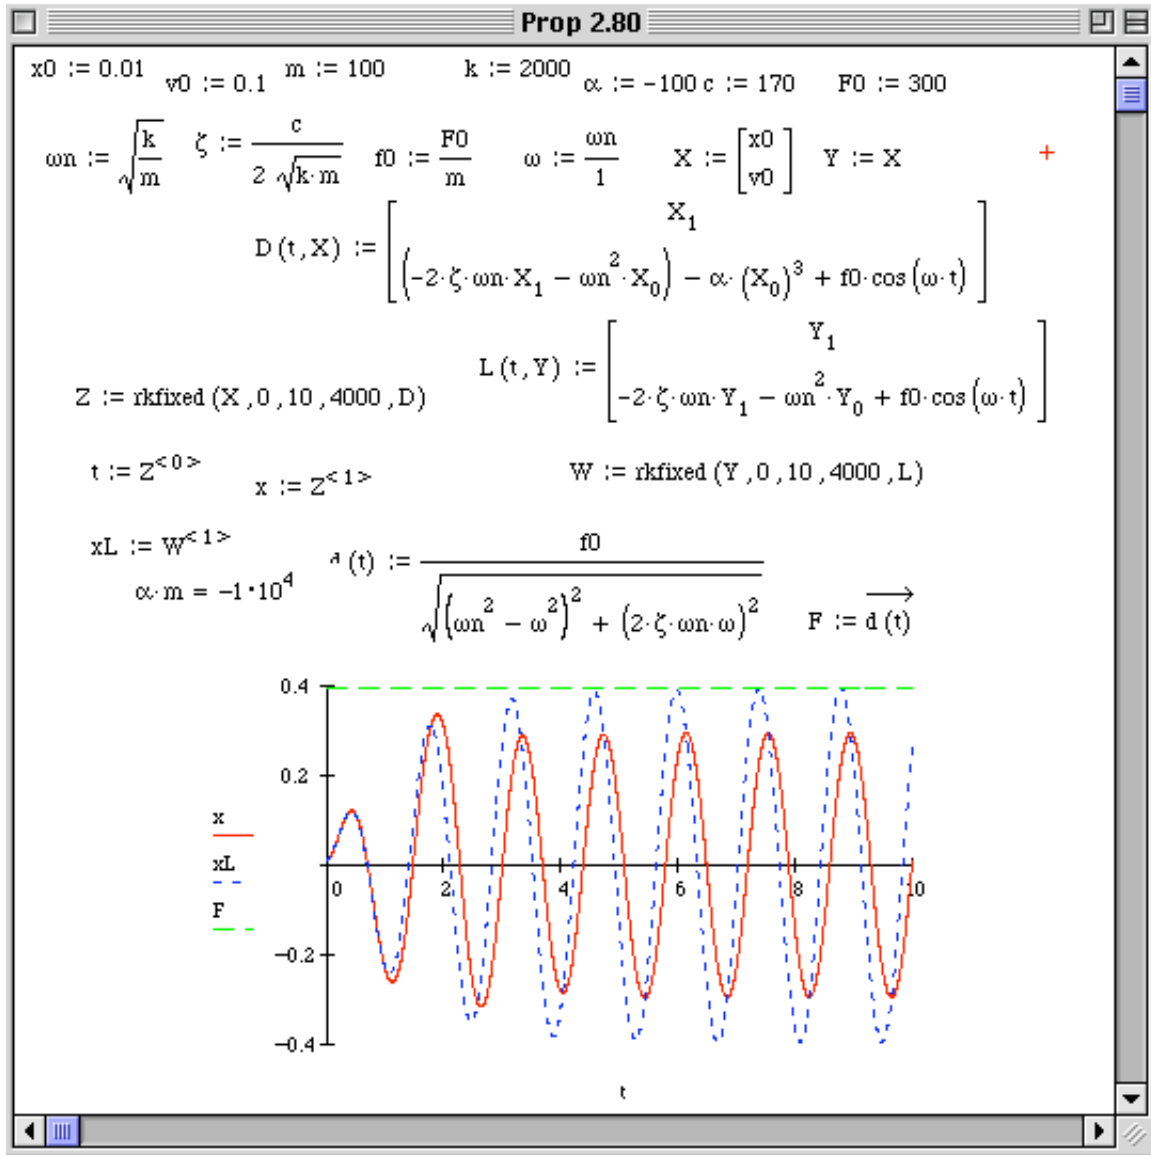 Prop 2.80
x0 := 0.01 v0 := 0.1 m := 100 k := 2000 α := -100 c := 170 F0 := 300
ωn := √(k/m) ζ := c/(2 √(k·m)) f0 := F0/m ω := ωn/1 X := [x0 v0] Y := X +
D (t , X) := [X₁ (-2·ζ·ωn·X₁ - ωn²·X₀) - α·(X₀)³ + f0·cos(ω·t)]
L (t , Y) := [Y₁ -2·ζ·ωn·Y₁ - ωn²·Y₀ + f0·cos(ω·t)]
Z := rkfixed (X , 0 , 10 , 4000 , D)
t := Z^<0> x := Z^<1> W := rkfixed (Y , 0 , 10 , 4000 , L)
xL := W^<1> d (t) := f0/√((ωn² - ω²)² + (2·ζ·ωn·ω)²)
α·m = -1•10⁴ F := d (t)
0.4
0.2
x
xL
0 2 4 6 8 10
F
-0.2
-0.4
t